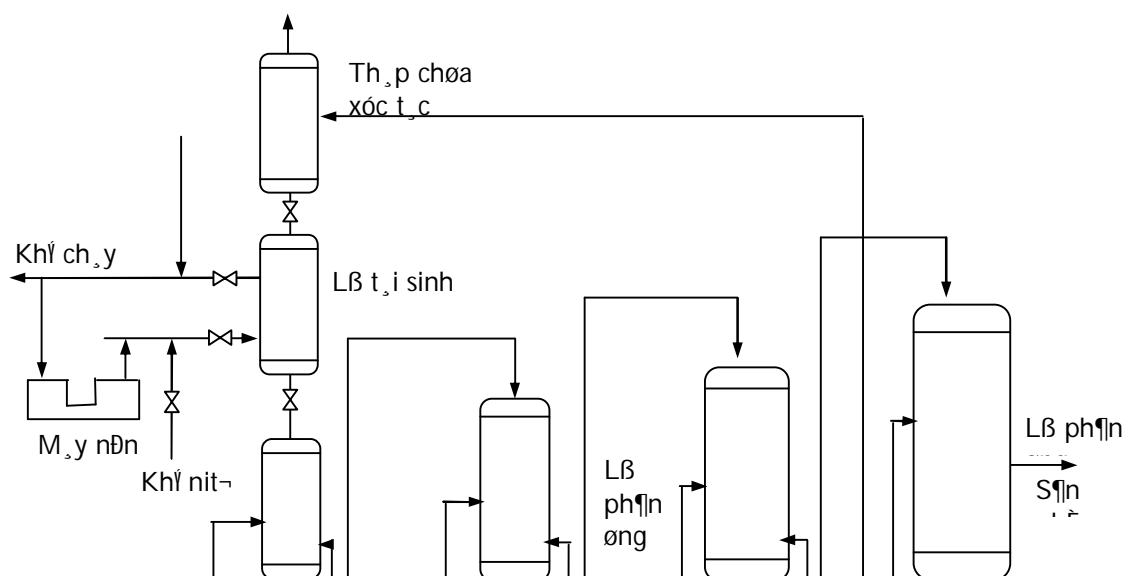 Th¸p chøa
xóc t¸c
KhÝ ch¸y
Lß t¸i sinh
M¸y nÐn
KhÝ nit¬
Lß
ph¶n
øng
Lß ph¶n
S¶n